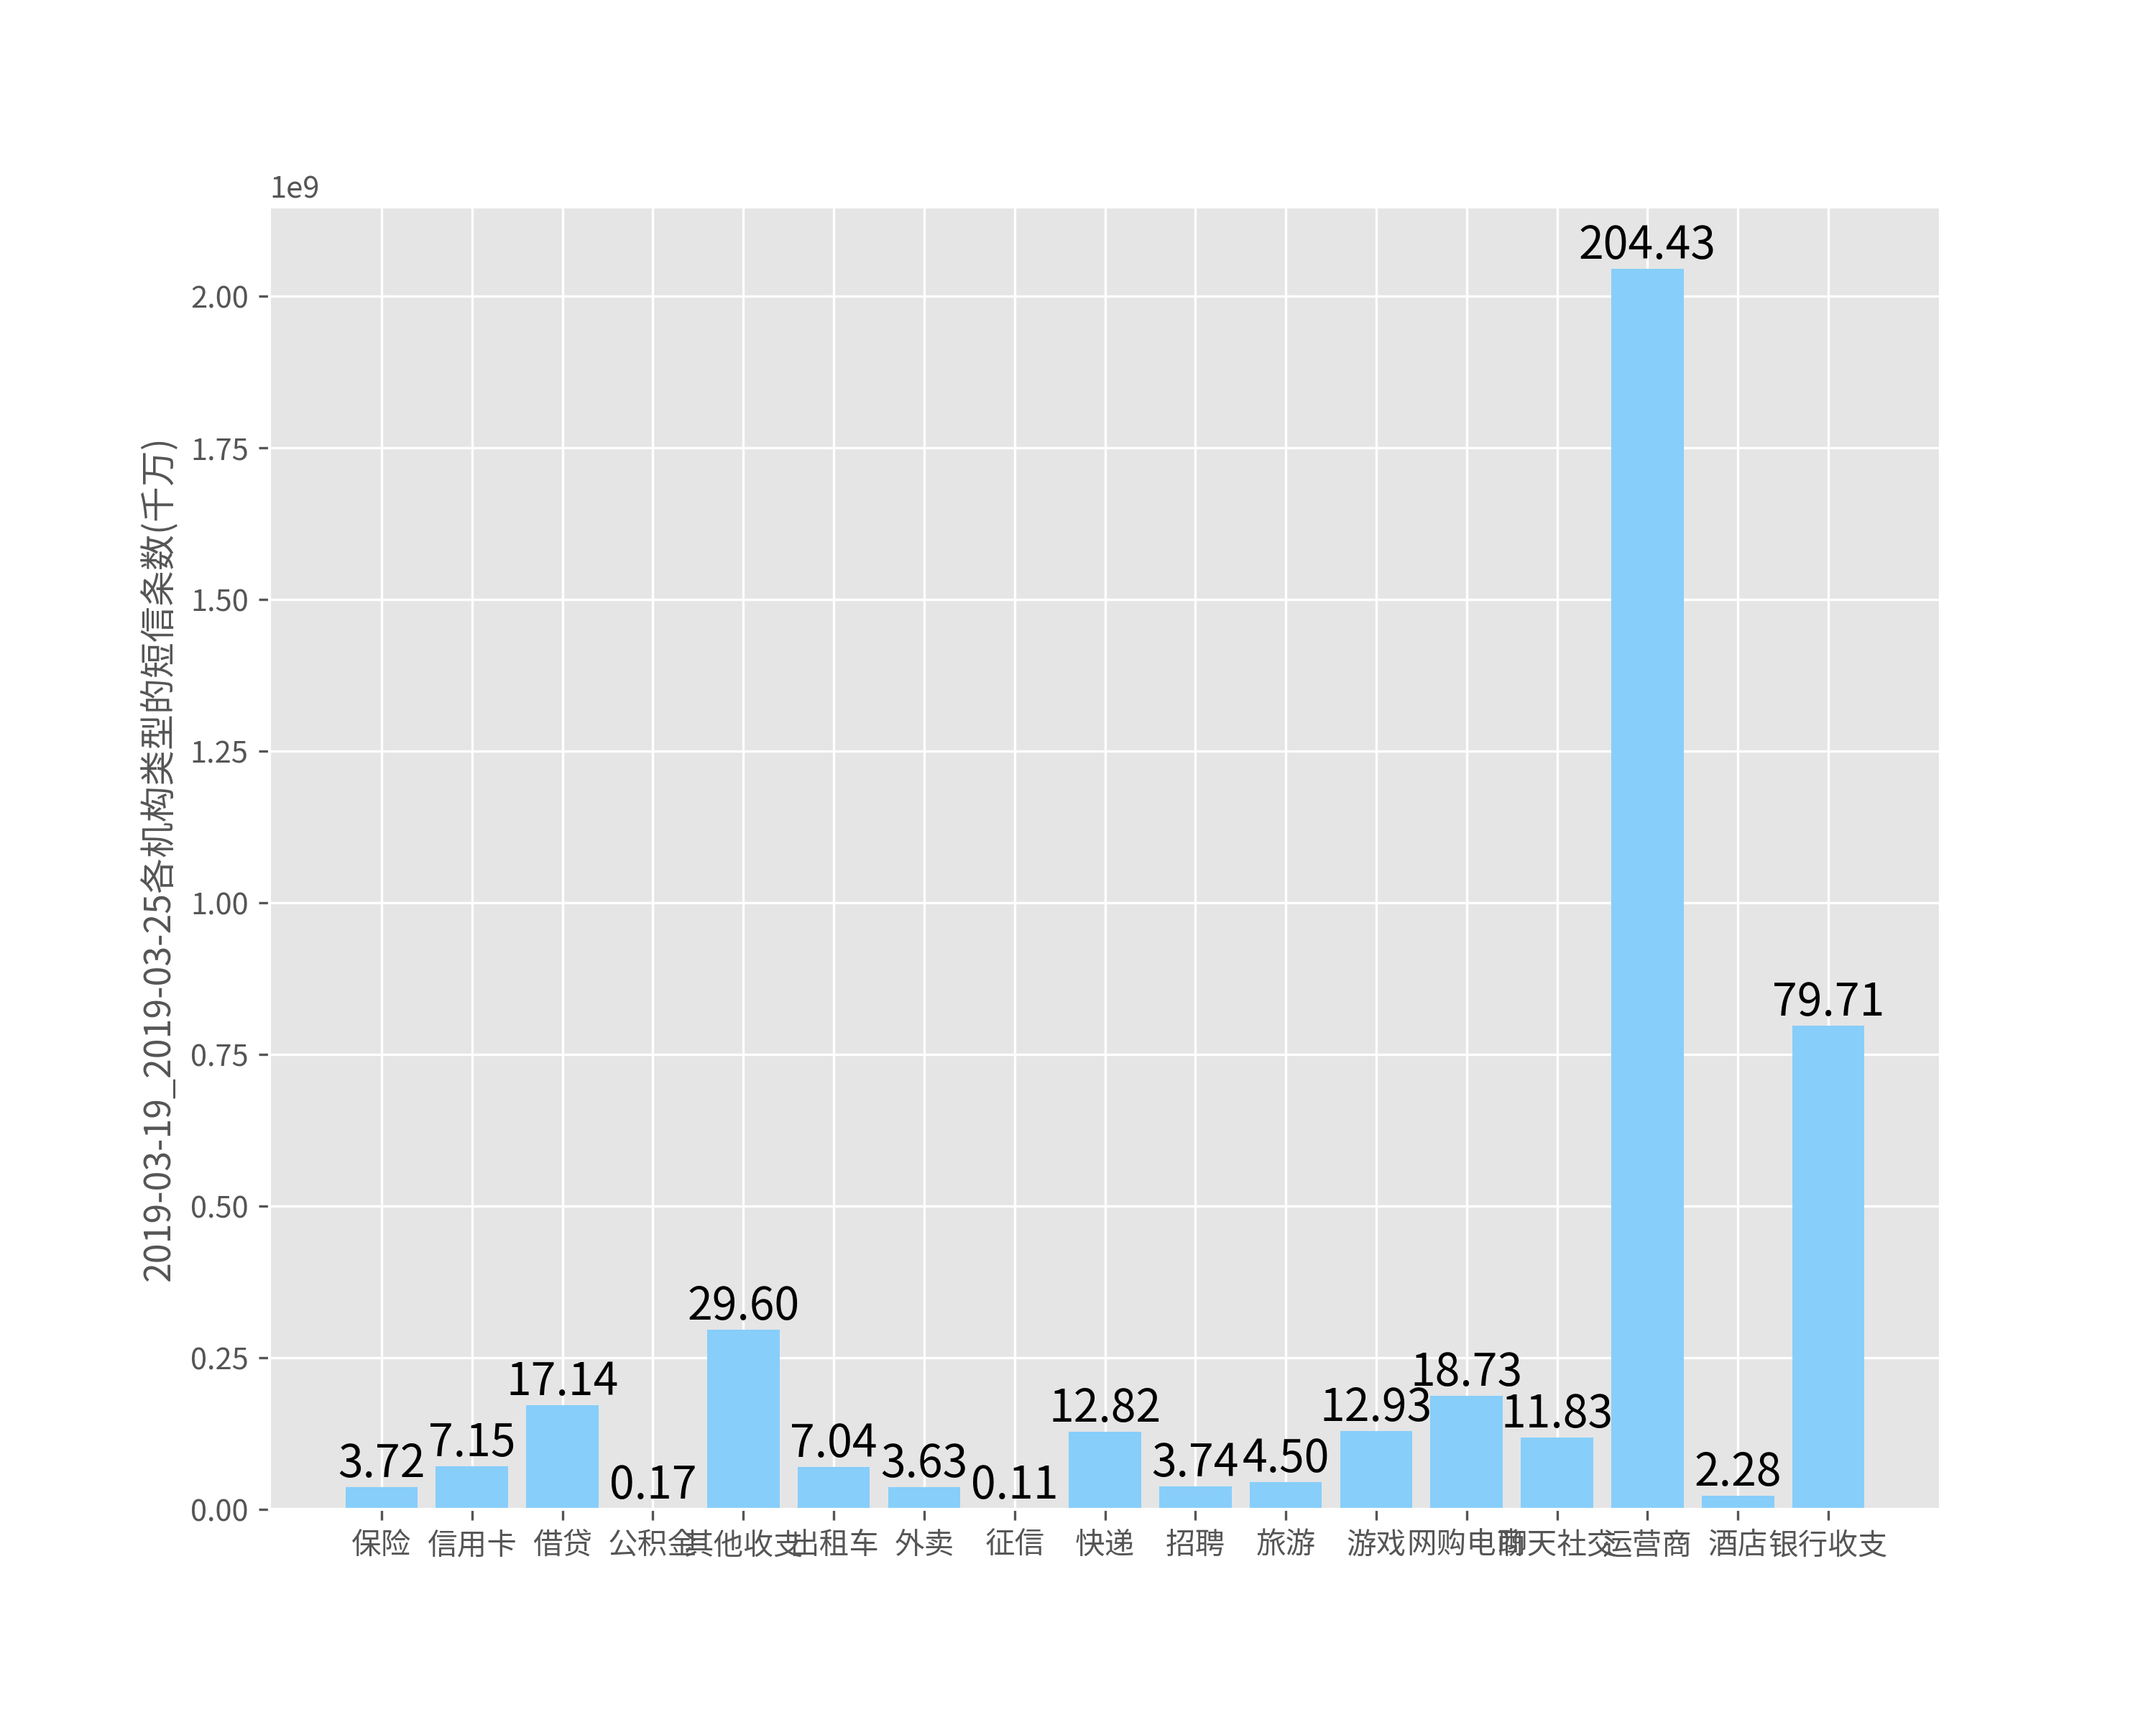 1e9
2019-03-19_2019-03-25各机构类型的短信条数(千万)
2.00
1.75
1.50
1.25
1.00
0.75
0.50
0.25
0.00
3.72
7.15
17.14
0.17
29.60
7.04
3.63
0.11
12.82
3.74
4.50
12.93
18.73
11.83
204.43
2.28
79.71
保险
信用卡
借贷
公积金
其他收支
出租车
外卖
征信
快递
招聘
旅游
游戏
网购电商
聊天社交
运营商
酒店
银行收支